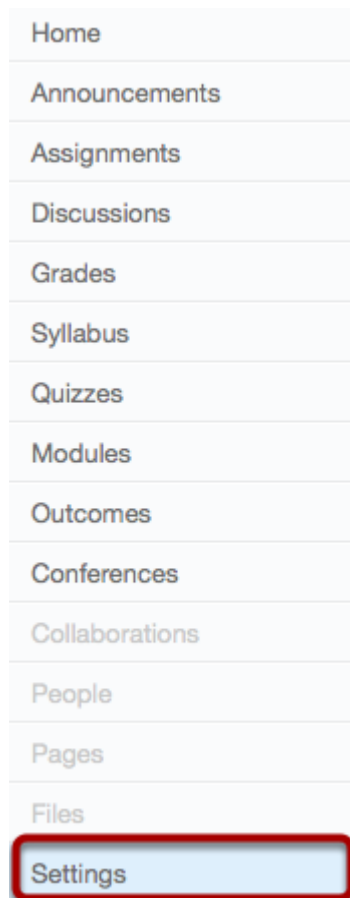 Home
Announcements
Assignments
Discussions
Grades
Syllabus
Quizzes
Modules
Outcomes
Conferences
Collaborations
People
Pages
Files
Settings